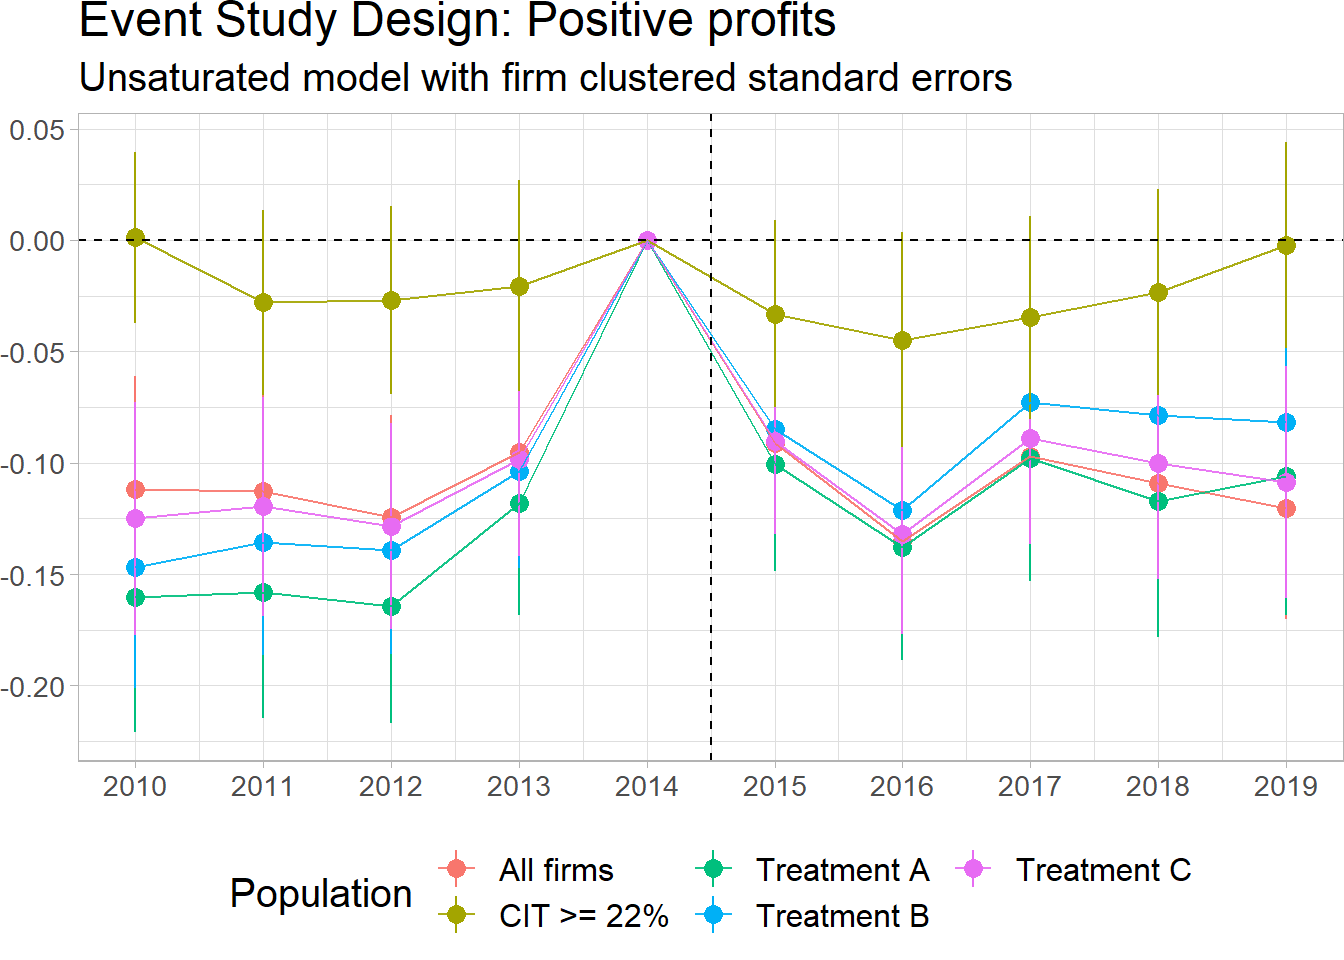 Event Study Design: Positive profits
Unsaturated model with firm clustered standard errors
0.05
0.00
-0.05
-0.10
-0.15
-0.20
2010 2011 2012 2013 2014 2015 2016 2017 2018 2019
Population
All firms Treatment A Treatment C
CIT >= 22% Treatment B